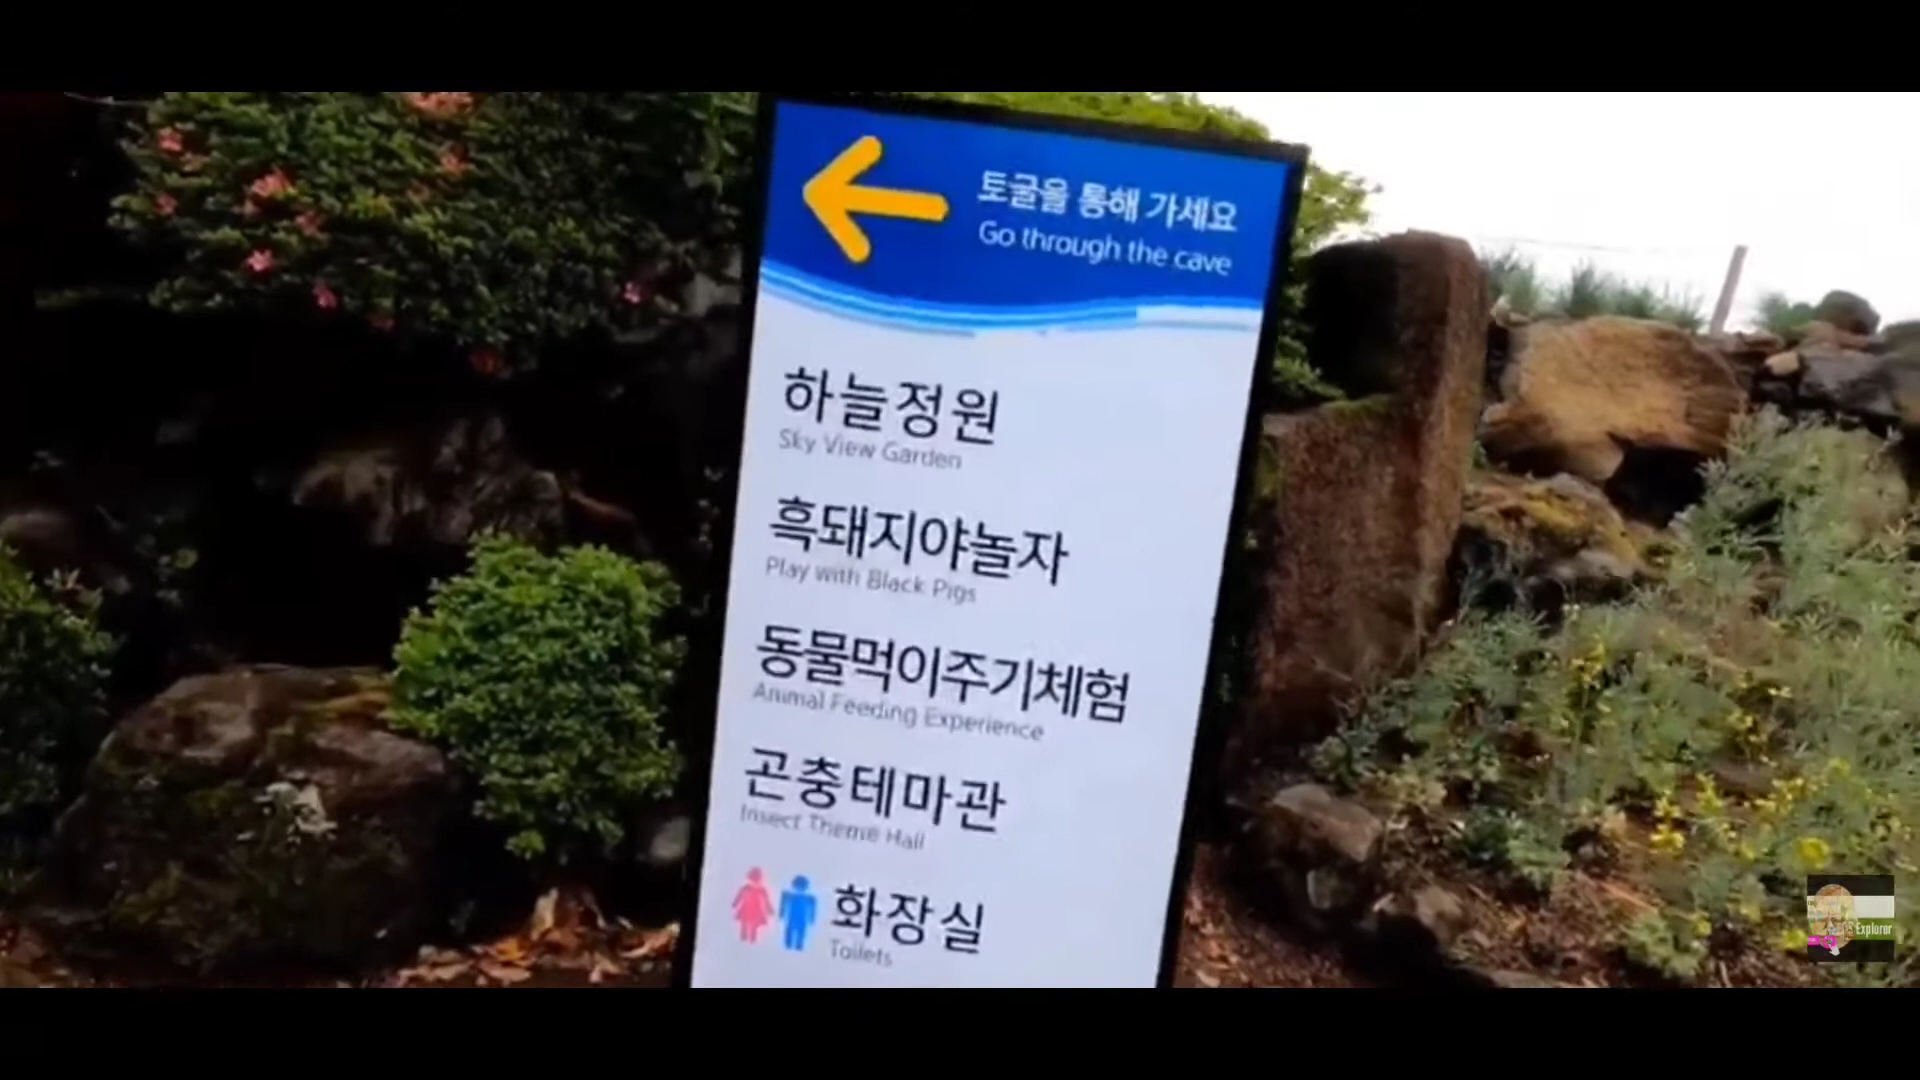 토굴을 통해 가세요
Go through the cave
하늘정원
Sky View Garden
흑돼지야놀자
Play with Black Pigs
동물먹이주기체험
Animal Feeding Experience
곤충테마관
Insect Theme Hall
화장실
Toilets
Explorer